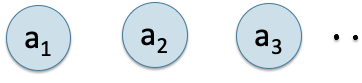 a₁ a₂ a₃ . .